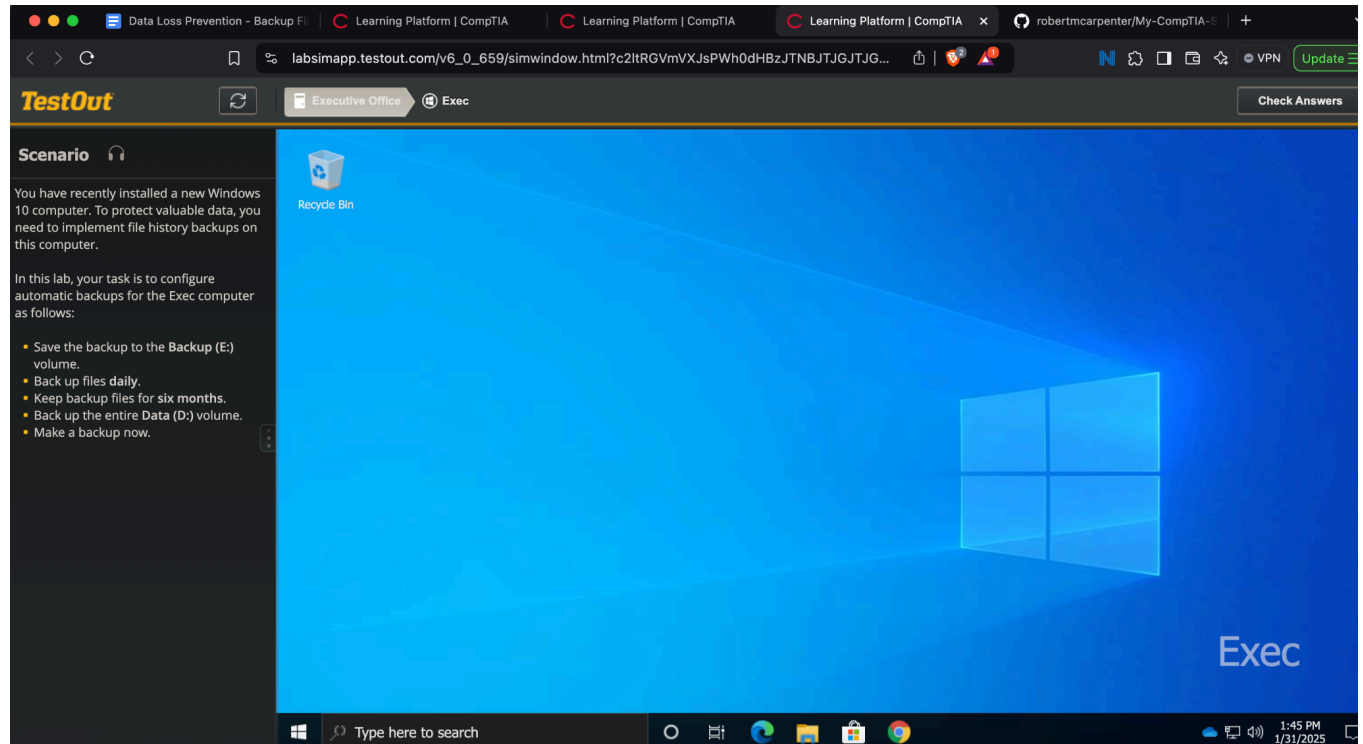 Data Loss Prevention - Backup Fil
Learning Platform | CompTIA
Learning Platform | CompTIA
Learning Platform | CompTIA
robertmcarpenter/My-CompTIA-S
labsimapp.testout.com/v6_0_659/simwindow.html?c2ltRGVmVXJsPWh0dHBzJTNBJTJGJTJG...
2
1
VPN
Update
TestOut
Executive Office
Exec
Check Answers
Scenario
You have recently installed a new Windows
10 computer. To protect valuable data, you
need to implement file history backups on
this computer.
In this lab, your task is to configure
automatic backups for the Exec computer
as follows:
Save the backup to the Backup (E:)
volume.
Back up files daily.
Keep backup files for six months.
Back up the entire Data (D:) volume.
Make a backup now.
Recycle Bin
Exec
Type here to search
1:45 PM
1/31/2025